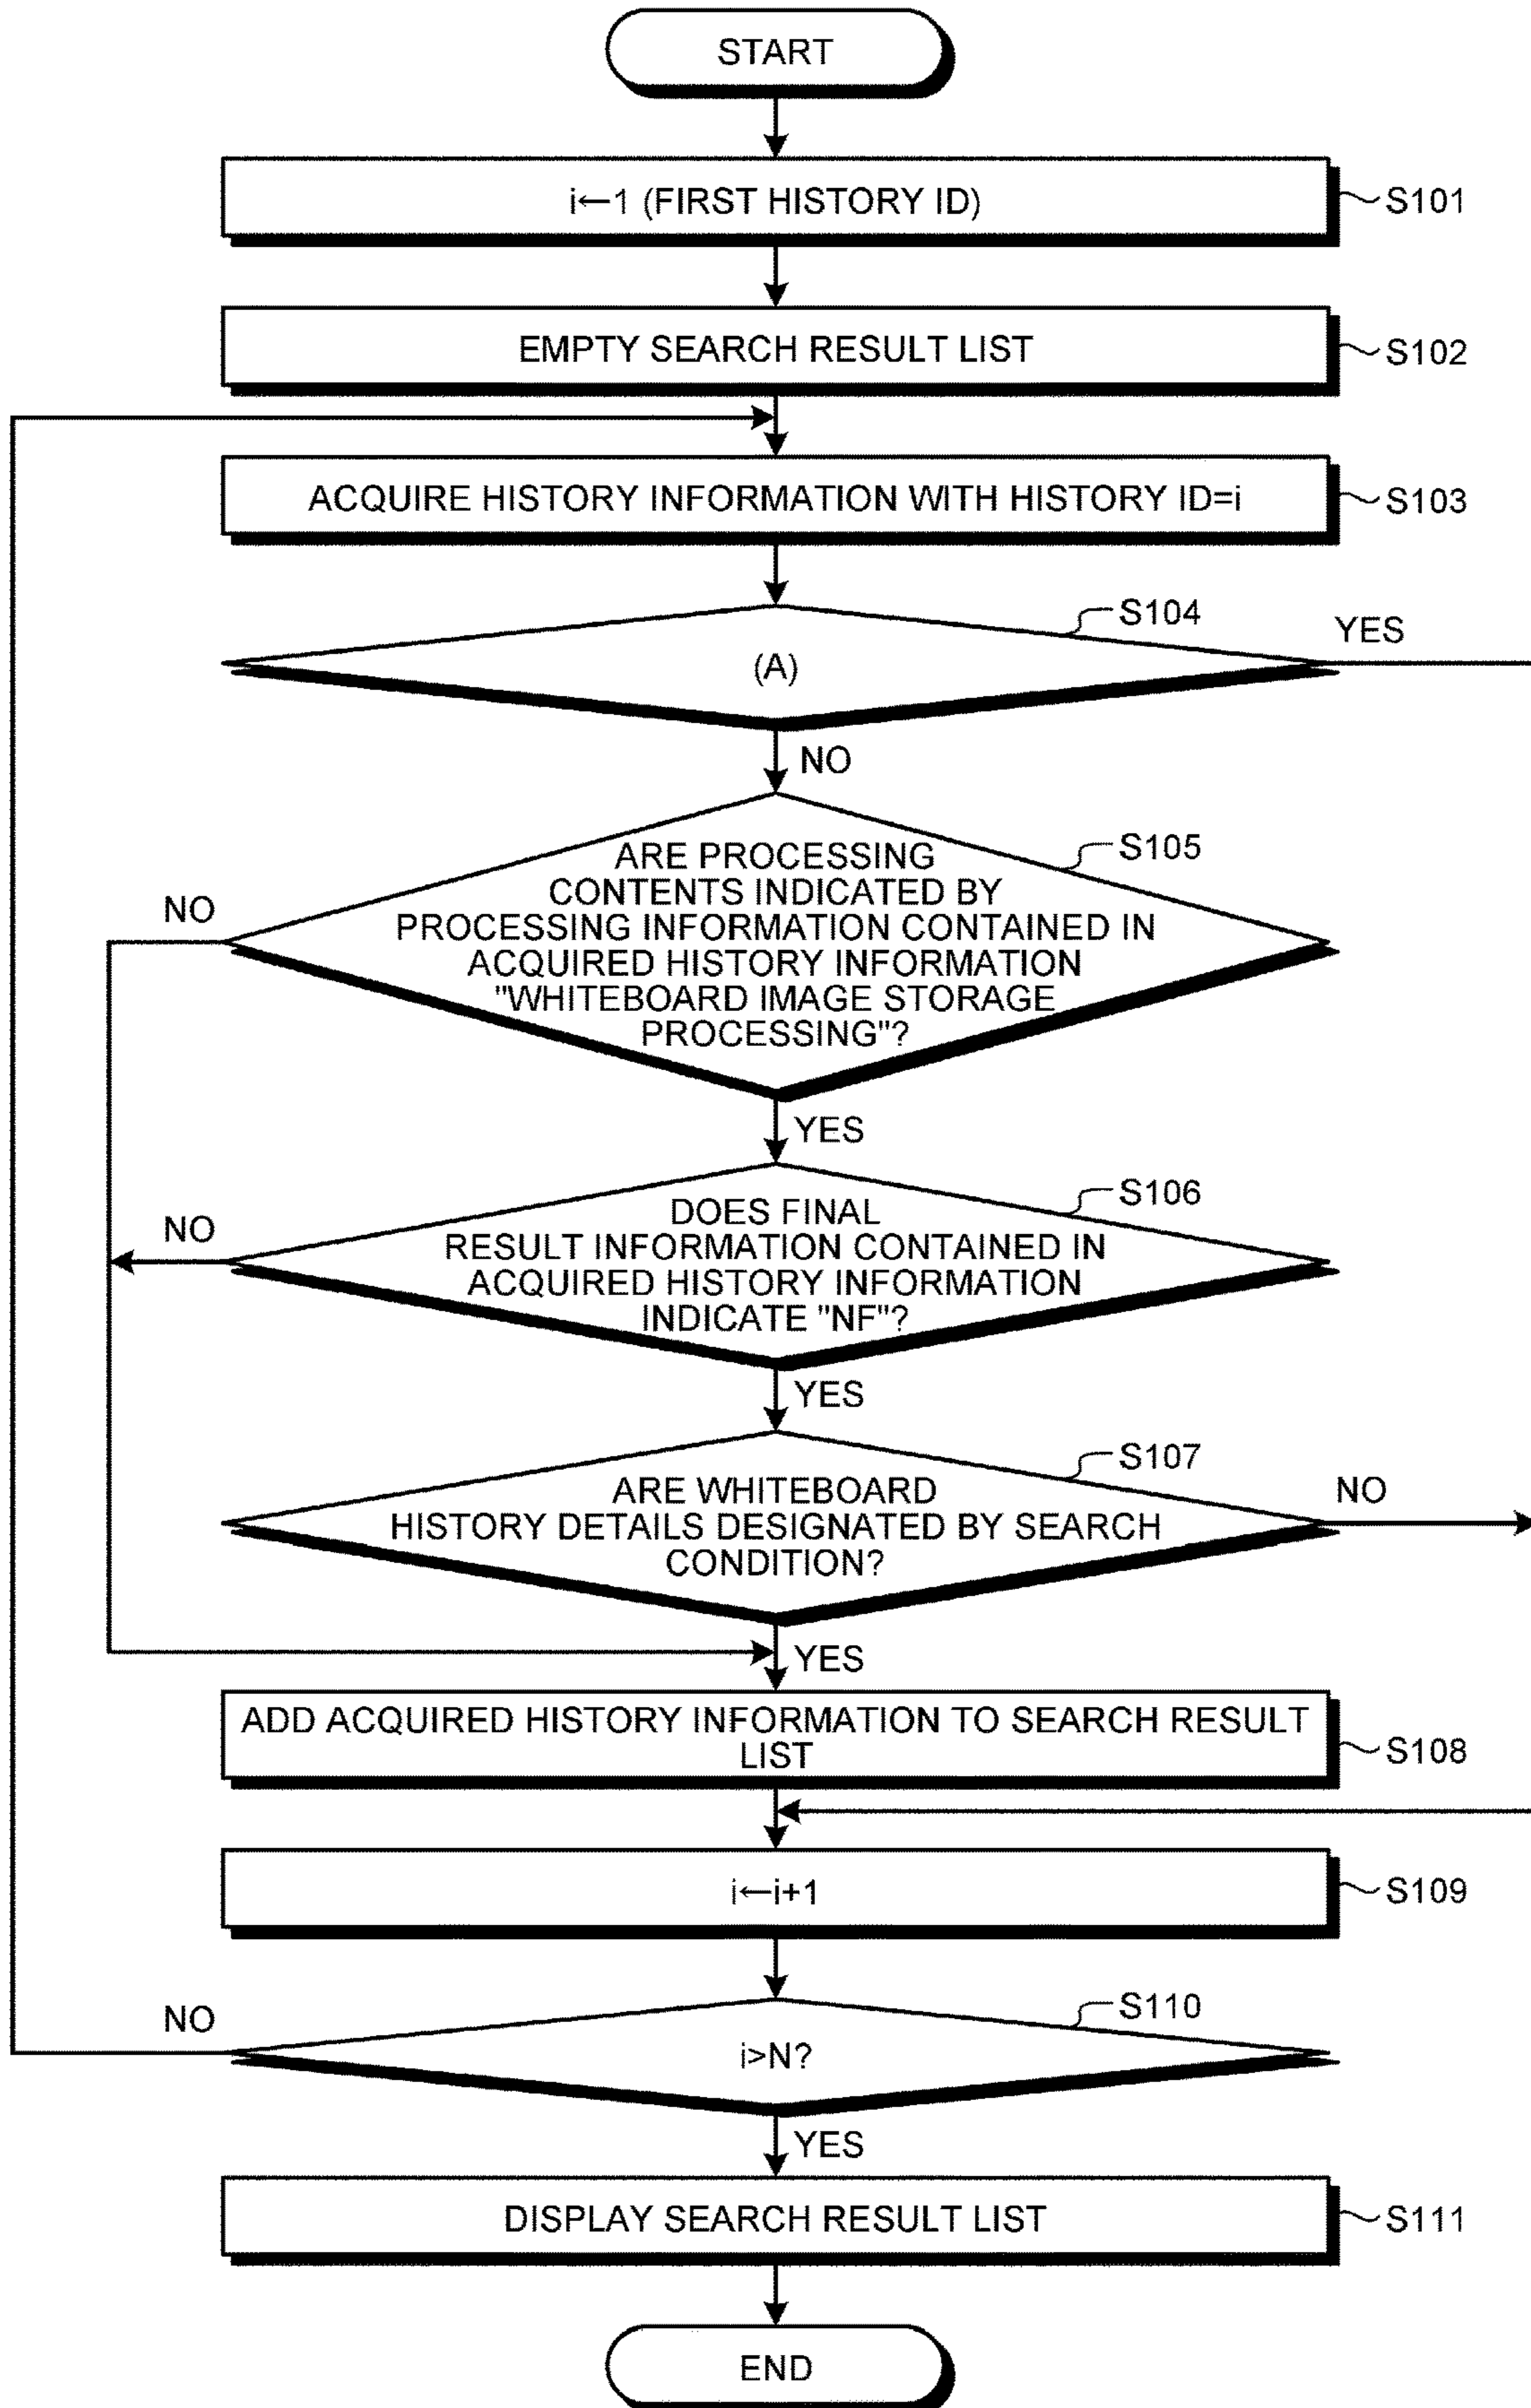 START
i←1 (FIRST HISTORY ID)
S101
EMPTY SEARCH RESULT LIST
S102
ACQUIRE HISTORY INFORMATION WITH HISTORY ID=i
S103
S104
YES
(A)
NO
S105
ARE PROCESSING
CONTENTS INDICATED BY
NO
PROCESSING INFORMATION CONTAINED IN
ACQUIRED HISTORY INFORMATION
"WHITEBOARD IMAGE STORAGE
PROCESSING"?
YES
S106
DOES FINAL
NO
RESULT INFORMATION CONTAINED IN
ACQUIRED HISTORY INFORMATION
INDICATE "NF"?
YES
S107
ARE WHITEBOARD
NO
HISTORY DETAILS DESIGNATED BY SEARCH
CONDITION?
YES
ADD ACQUIRED HISTORY INFORMATION TO SEARCH RESULT
LIST
S108
i←i+1
S109
S110
NO
i>N?
YES
DISPLAY SEARCH RESULT LIST
S111
END